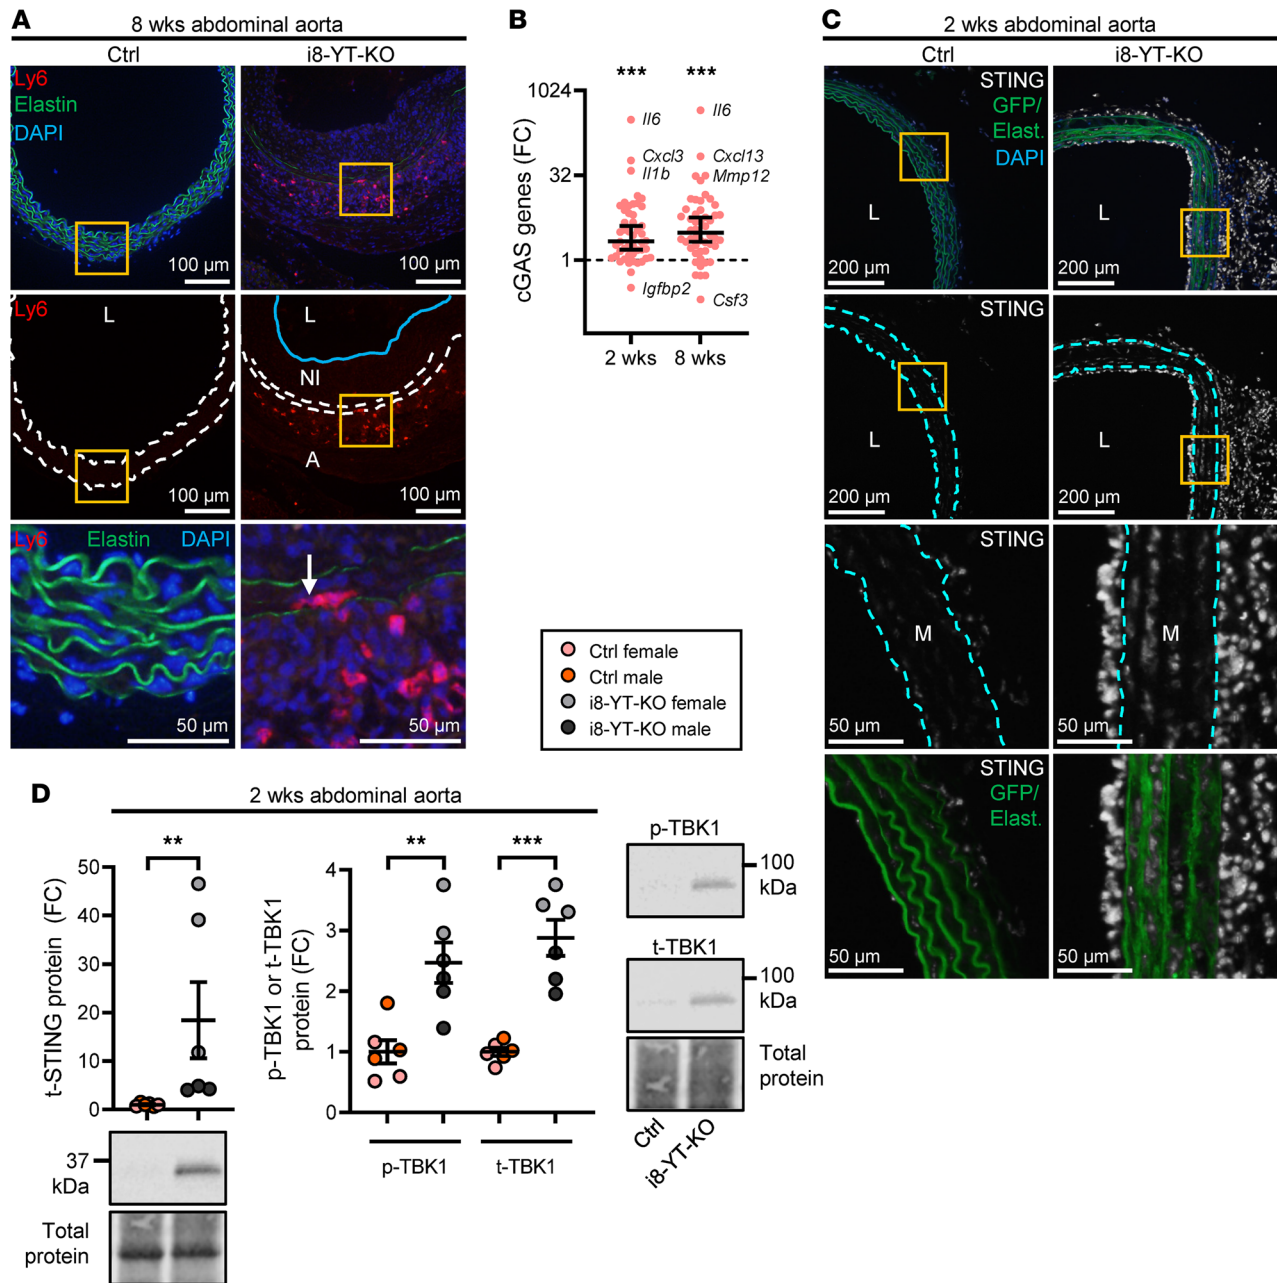 A
8 wks abdominal aorta
Ctrl
i8-YT-KO
Ly6
Elastin
DAPI
100 µm
100 µm
Ly6
L
L
NI
A
100 µm
100 µm
Ly6
Elastin
DAPI
50 µm
50 µm
B
cGAS genes (FC)
1024
32
1
***
***
Il6
Cxcl3
Il1b
Igfbp2
Il6
Cxcl13
Mmp12
Csf3
2 wks
8 wks
Ctrl female
Ctrl male
i8-YT-KO female
i8-YT-KO male
C
2 wks abdominal aorta
Ctrl
i8-YT-KO
STING
GFP/
Elast.
DAPI
L
L
200 µm
200 µm
STING
L
L
200 µm
200 µm
STING
M
M
50 µm
50 µm
STING
GFP/
Elast.
50 µm
50 µm
D
2 wks abdominal aorta
t-STING protein (FC)
50
40
30
20
10
0
**
37
kDa
Total
protein
p-TBK1 or t-TBK1
protein (FC)
4
3
2
1
0
**
***
p-TBK1
t-TBK1
p-TBK1
100
kDa
t-TBK1
100
kDa
Total
protein
Ctrl
i8-YT-KO